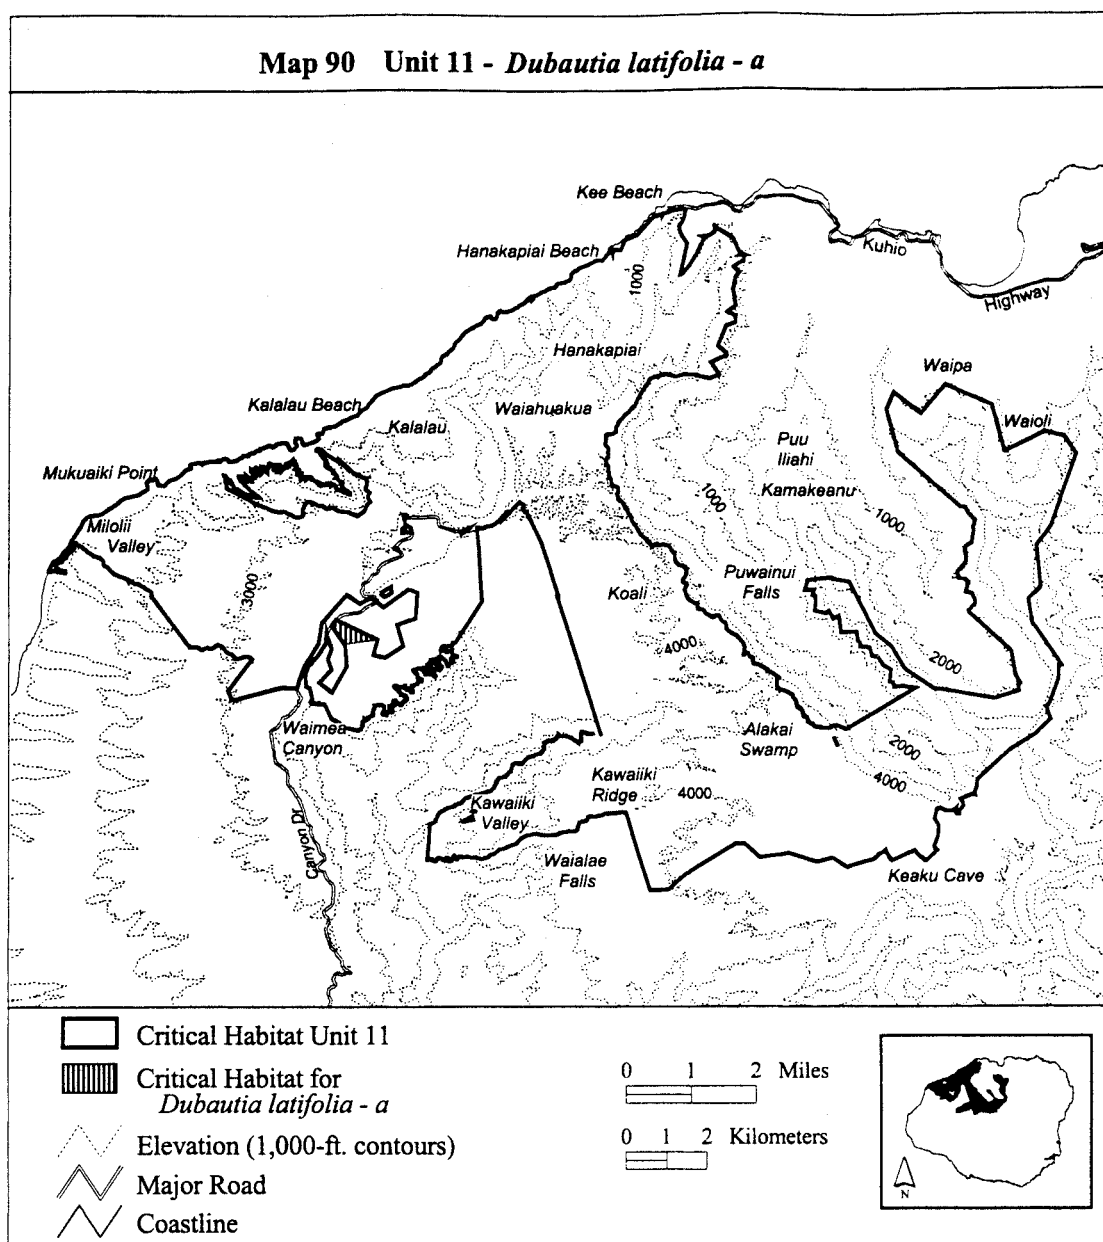 Map 90 Unit 11 - Dubautia latifolia - a
Kee Beach
Hanakapiai Beach
Kuhio
Highway
1000
Hanakapiai
Waipa
Kalalau Beach
Waiahuakua
Kalalau
Waioli
Puu
Iliahi
Mukuaiki Point
Kamakeanu
1000
1000
Milolii
Valley
Puwainui
Falls
3000
Koali
4000
2000
Waimea
Canyon
Alakai
Swamp
2000
4000
Kawaiiki
Ridge
4000
Kawaiiki
Valley
Canyon Dr
Waialae
Falls
Keaku Cave
Critical Habitat Unit 11
Critical Habitat for
Dubautia latifolia - a
Elevation (1,000-ft. contours)
Major Road
Coastline
0 1 2 Miles
0 1 2 Kilometers
N